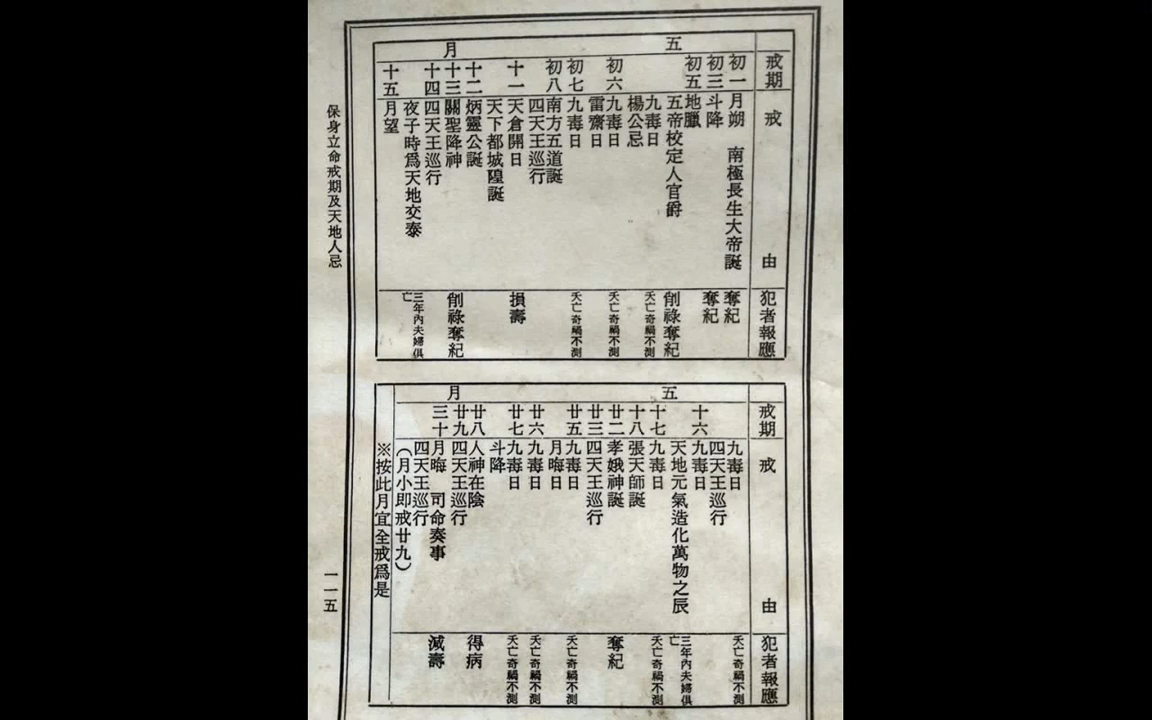 五月
戒期
戒由
犯者報應
初一
月朔 南極長生大帝誕
奪紀
初三
斗降
奪紀
初五
地臘
五帝校定人官爵
削祿奪紀
九毒日
夭亡奇禍不測
楊公忌
初六
九毒日
夭亡奇禍不測
雷齋日
初七
九毒日
夭亡奇禍不測
初八
南方五道誕
四天王巡行
十一
天倉開日
損壽
天下都城隍誕
十二
炳靈公誕
十三
關聖降神
削祿奪紀
十四
四天王巡行
夜子時為天地交泰
三年內夫婦俱亡
十五
月望
五月
戒期
戒由
犯者報應
九毒日
夭亡奇禍不測
四天王巡行
十六
九毒日
天地元氣造化萬物之辰
三年內夫婦俱亡
十七
九毒日
夭亡奇禍不測
十八
張天師誕
廿二
孝娥神誕
奪紀
廿三
四天王巡行
廿五
九毒日
夭亡奇禍不測
月晦日
廿六
九毒日
夭亡奇禍不測
廿七
九毒日
夭亡奇禍不測
斗降
廿八
人神在陰
得病
廿九
四天王巡行
三十
月晦 司命奏事
減壽
四天王巡行
（月小即戒廿九）
※按此月宜全戒為是
保身立命戒期及天地人忌
一一五